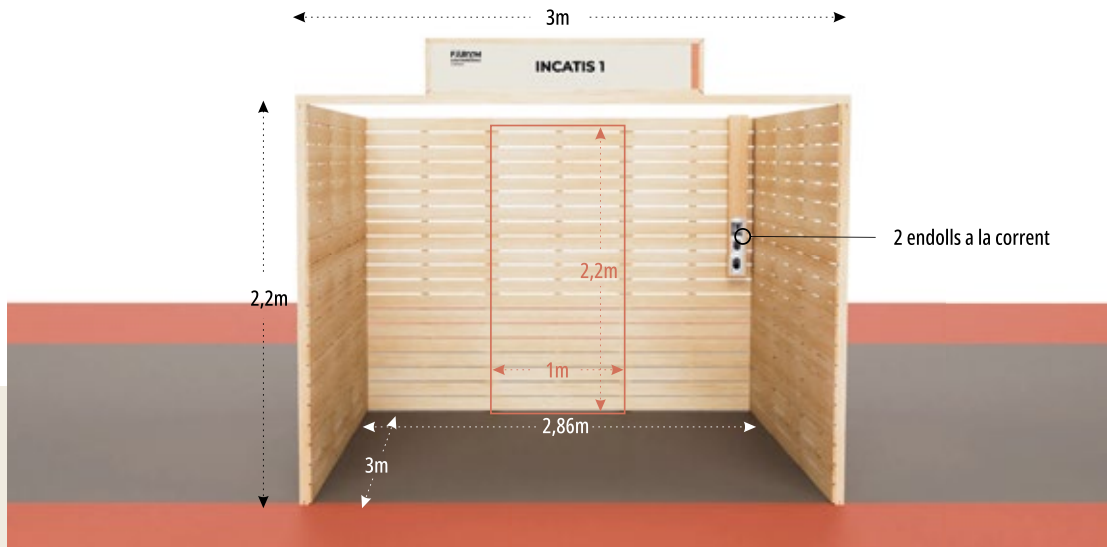 3m
INCATIS 1
2,2m
2 endolls a la corrent
2,2m
1m
2,86m
3m